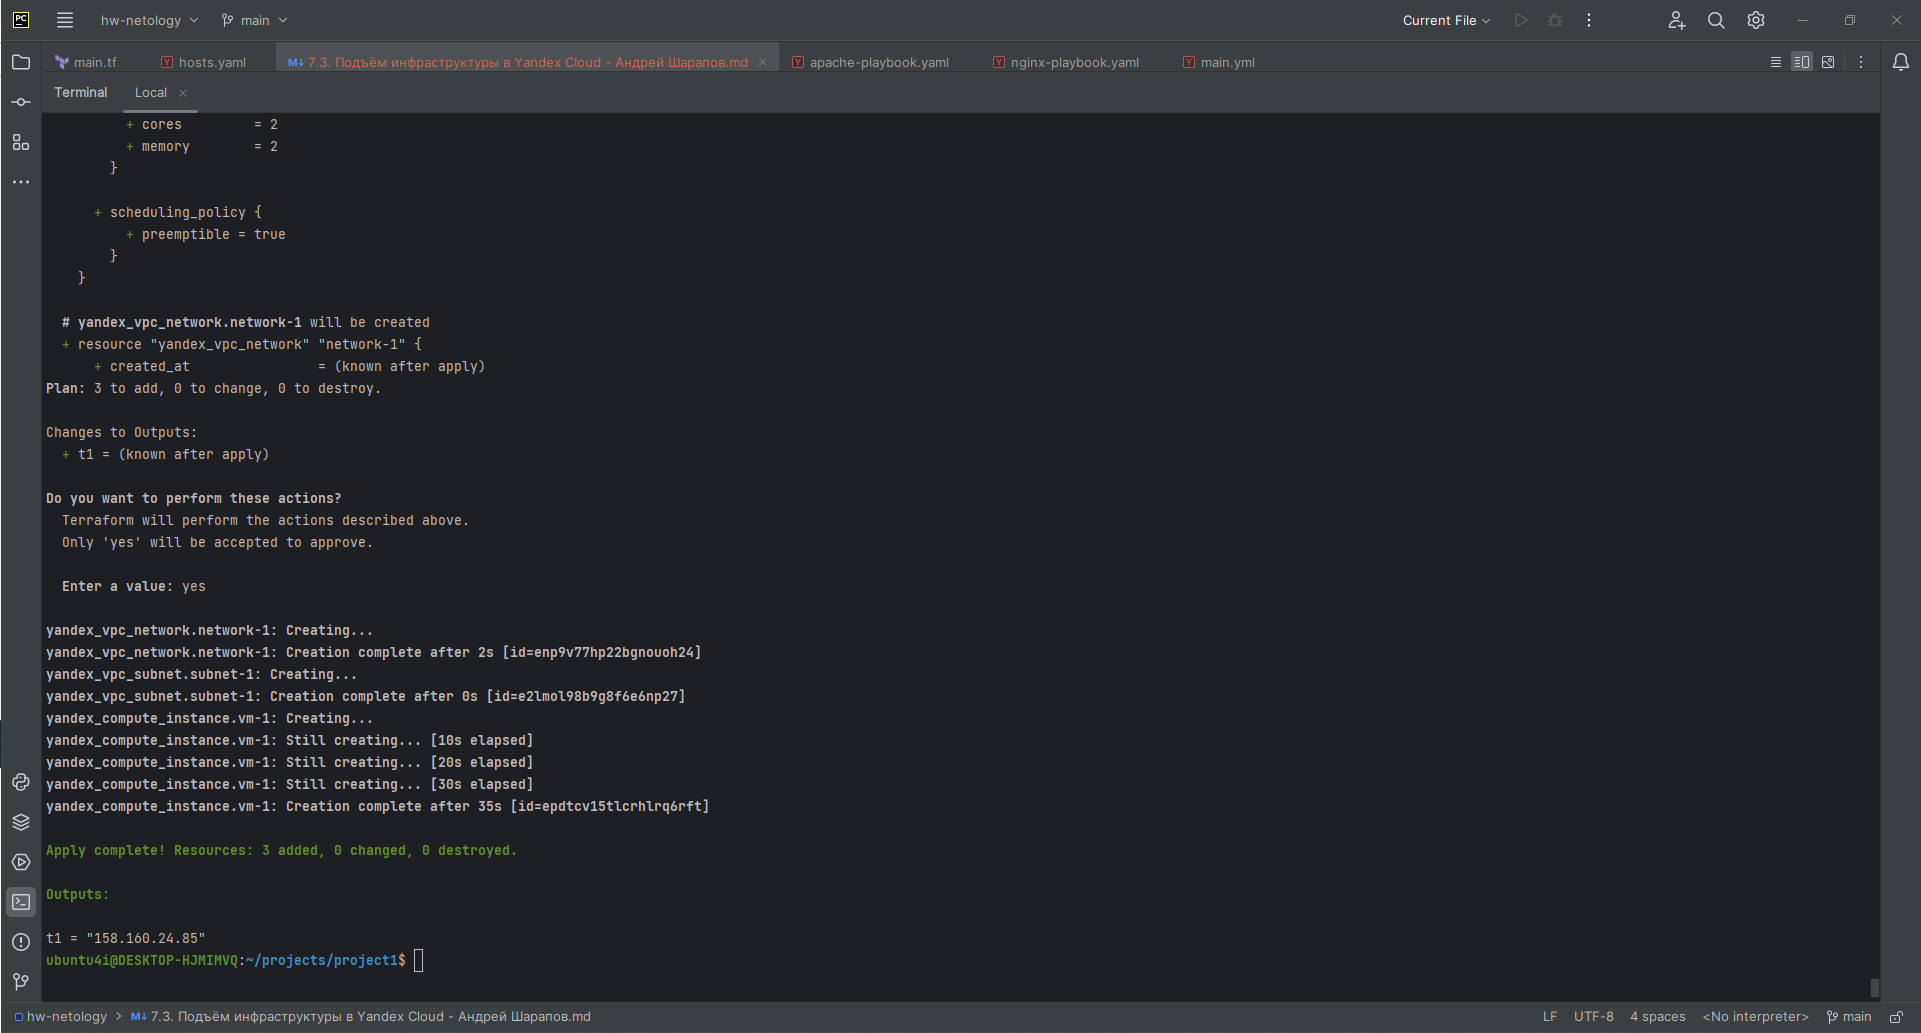 PC hw-netology main Current File
main.tf hosts.yaml M↓ 7.3. Подъём инфраструктуры в Yandex Cloud - Андрей Шарапов.md Y apache-playbook.yaml Y nginx-playbook.yaml Y main.yml
Terminal Local
+ cores = 2
+ memory = 2
}
+ scheduling_policy {
+ preemptible = true
}
}
# yandex_vpc_network.network-1 will be created
+ resource "yandex_vpc_network" "network-1" {
+ created_at = (known after apply)
Plan: 3 to add, 0 to change, 0 to destroy.
Changes to Outputs:
+ t1 = (known after apply)
Do you want to perform these actions?
Terraform will perform the actions described above.
Only 'yes' will be accepted to approve.
Enter a value: yes
yandex_vpc_network.network-1: Creating...
yandex_vpc_network.network-1: Creation complete after 2s [id=enp9v77hp22bgnouoh24]
yandex_vpc_subnet.subnet-1: Creating...
yandex_vpc_subnet.subnet-1: Creation complete after 0s [id=e2lmol98b9g8f6e6np27]
yandex_compute_instance.vm-1: Creating...
yandex_compute_instance.vm-1: Still creating... [10s elapsed]
yandex_compute_instance.vm-1: Still creating... [20s elapsed]
yandex_compute_instance.vm-1: Still creating... [30s elapsed]
yandex_compute_instance.vm-1: Creation complete after 35s [id=epdtcv15tlcrhlrq6rft]
Apply complete! Resources: 3 added, 0 changed, 0 destroyed.
Outputs:
t1 = "158.160.24.85"
ubuntu4i@DESKTOP-HJMIMVQ:~/projects/project1$
hw-netology > M↓ 7.3. Подъём инфраструктуры в Yandex Cloud - Андрей Шарапов.md LF UTF-8 4 spaces <No interpreter> main